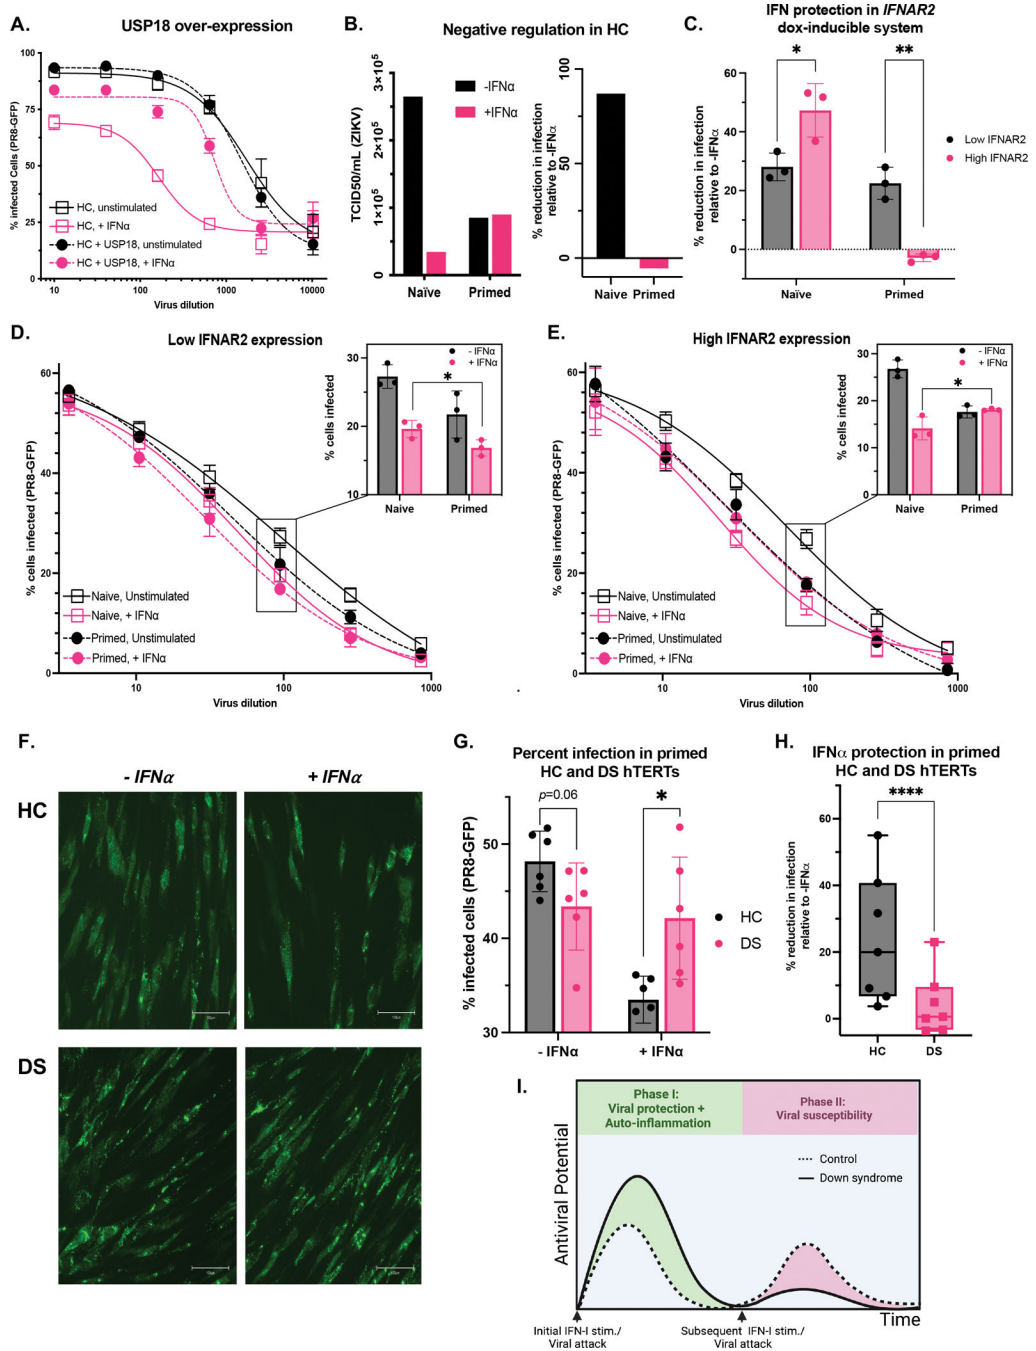 A.
USP18 over-expression
% infected Cells (PR8-GFP)
100
75
50
25
0
HC, unstimulated
HC, + IFNα
HC + USP18, unstimulated
HC + USP18, + IFNα
10
100
1000
10000
Virus dilution
B.
Negative regulation in HC
TCID50/mL (ZIKV)
3×10⁵
2×10⁵
1×10⁵
0
-IFNα
+IFNα
Naïve
Primed
% reduction in infection
relative to -IFNα
100
50
0
Naive
Primed
C.
IFN protection in IFNAR2
dox-inducible system
% reduction in infection
relative to -IFNα
60
40
20
0
*
**
Low IFNAR2
High IFNAR2
Naïve
Primed
D.
Low IFNAR2 expression
% cells infected (PR8-GFP)
60
40
20
0
Naive, Unstimulated
Naive, + IFNα
Primed, Unstimulated
Primed, + IFNα
10
100
1000
Virus dilution
% cells infected
30
20
10
- IFNα
+ IFNα
*
Naive
Primed
E.
High IFNAR2 expression
% cells infected (PR8-GFP)
60
40
20
0
Naive, Unstimulated
Naive, + IFNα
Primed, Unstimulated
Primed, + IFNα
10
100
1000
Virus dilution
% cells infected
30
20
10
0
- IFNα
+ IFNα
*
Naive
Primed
F.
- IFNα
+ IFNα
HC
DS
G.
Percent infection in primed
HC and DS hTERTs
% infected cells (PR8-GFP)
50
40
30
p=0.06
*
HC
DS
- IFNα
+ IFNα
H.
IFNα protection in primed
HC and DS hTERTs
% reduction in infection
relative to -IFNα
60
40
20
0
****
HC
DS
I.
Phase I:
Viral protection +
Auto-inflammation
Phase II:
Viral susceptibility
Control
Down syndrome
Antiviral Potential
Time
Initial IFN-I stim./
Viral attack
Subsequent IFN-I stim./
Viral attack